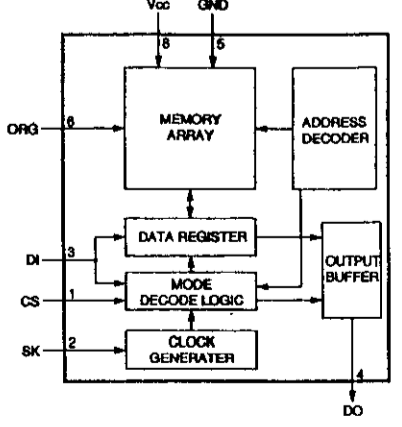 Vcc GND
8 5
ORG 6
MEMORY
ARRAY
ADDRESS
DECODER
DATA REGISTER
DI 3
OUTPUT
BUFFER
MODE
DECODE LOGIC
CS 1
SK 2
CLOCK
GENERATER
4
DO